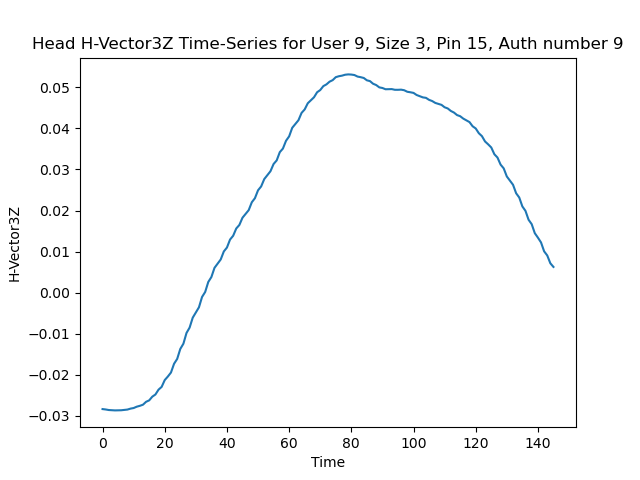 Head H-Vector3Z Time-Series for User 9, Size 3, Pin 15, Auth number 9
0.05
0.04
0.03
0.02
0.01
0.00
−0.01
−0.02
−0.03
H-Vector3Z
0 20 40 60 80 100 120 140
Time